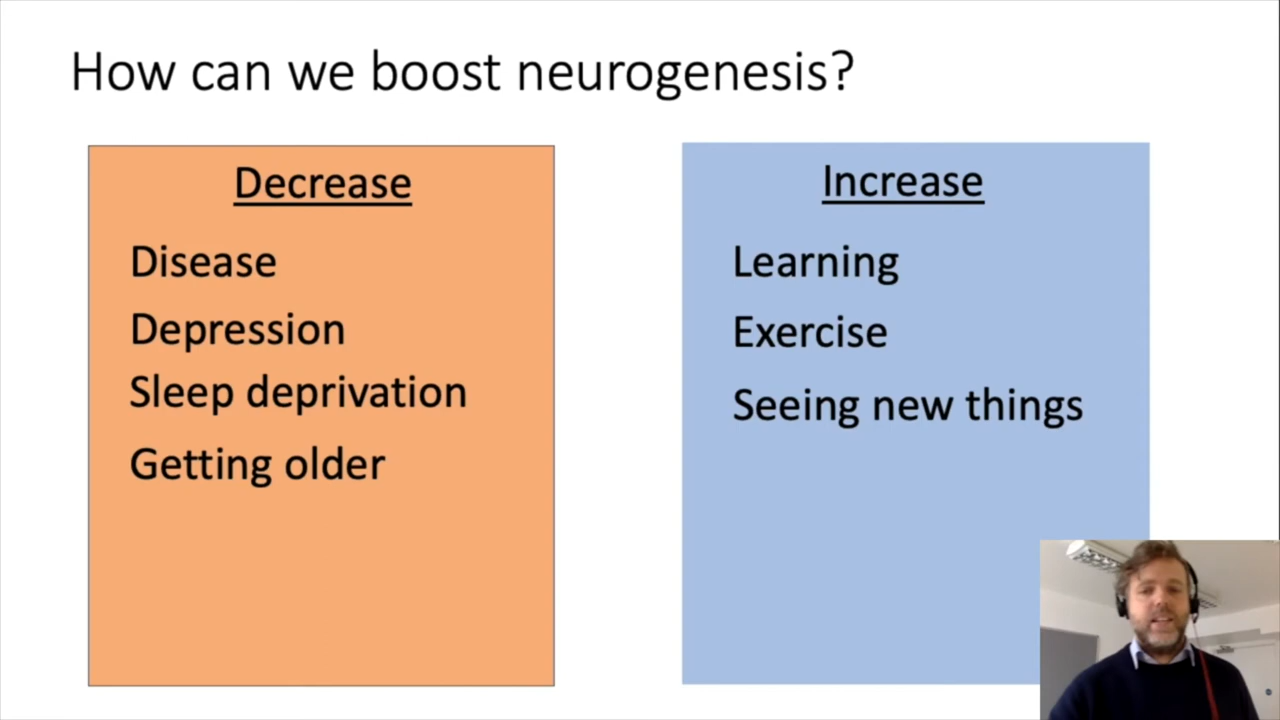 How can we boost neurogenesis?
Decrease
Disease
Depression
Sleep deprivation
Getting older
Increase
Learning
Exercise
Seeing new things